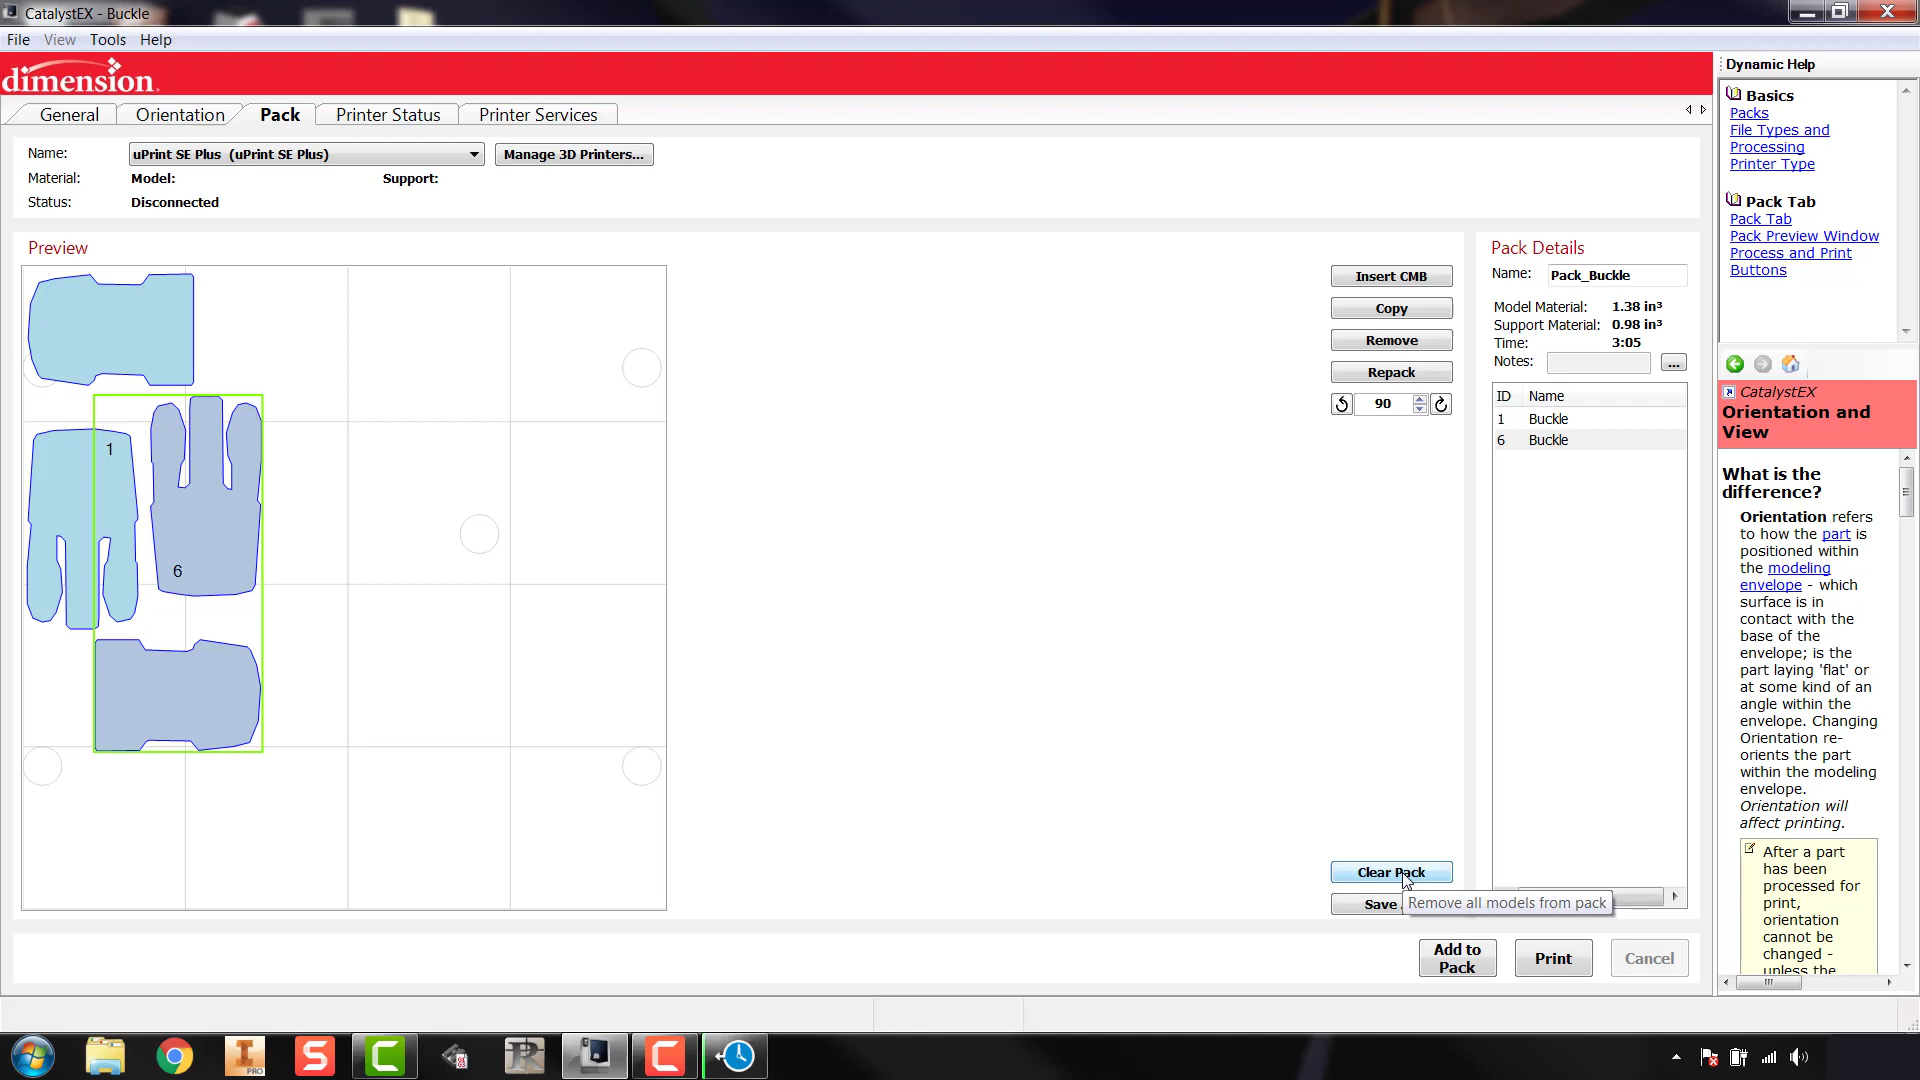 CatalystEX - Buckle
File View Tools Help
dimension
General Orientation Pack Printer Status Printer Services
Name: uPrint SE Plus (uPrint SE Plus) Manage 3D Printers...
Material: Model: Support:
Status: Disconnected
Preview
1
6
Insert CMB
Copy
Remove
Repack
90
Clear Pack
Save
Remove all models from pack
Pack Details
Name: Pack_Buckle
Model Material: 1.38 in³
Support Material: 0.98 in³
Time: 3:05
Notes: ...
ID Name
1 Buckle
6 Buckle
Add to Pack Print Cancel
Dynamic Help
Basics
Packs
File Types and
Processing
Printer Type
Pack Tab
Pack Tab
Pack Preview Window
Process and Print
Buttons
CatalystEX
Orientation and
View
What is the
difference?
Orientation refers
to how the part is
positioned within
the modeling
envelope - which
surface is in
contact with the
base of the
envelope; is the
part laying 'flat' or
at some kind of an
angle within the
envelope. Changing
Orientation re-
orients the part
within the modeling
envelope.
Orientation will
affect printing.
After a part
has been
processed for
print,
orientation
cannot be
changed -
unless the
I
PRO
S
C
R
C